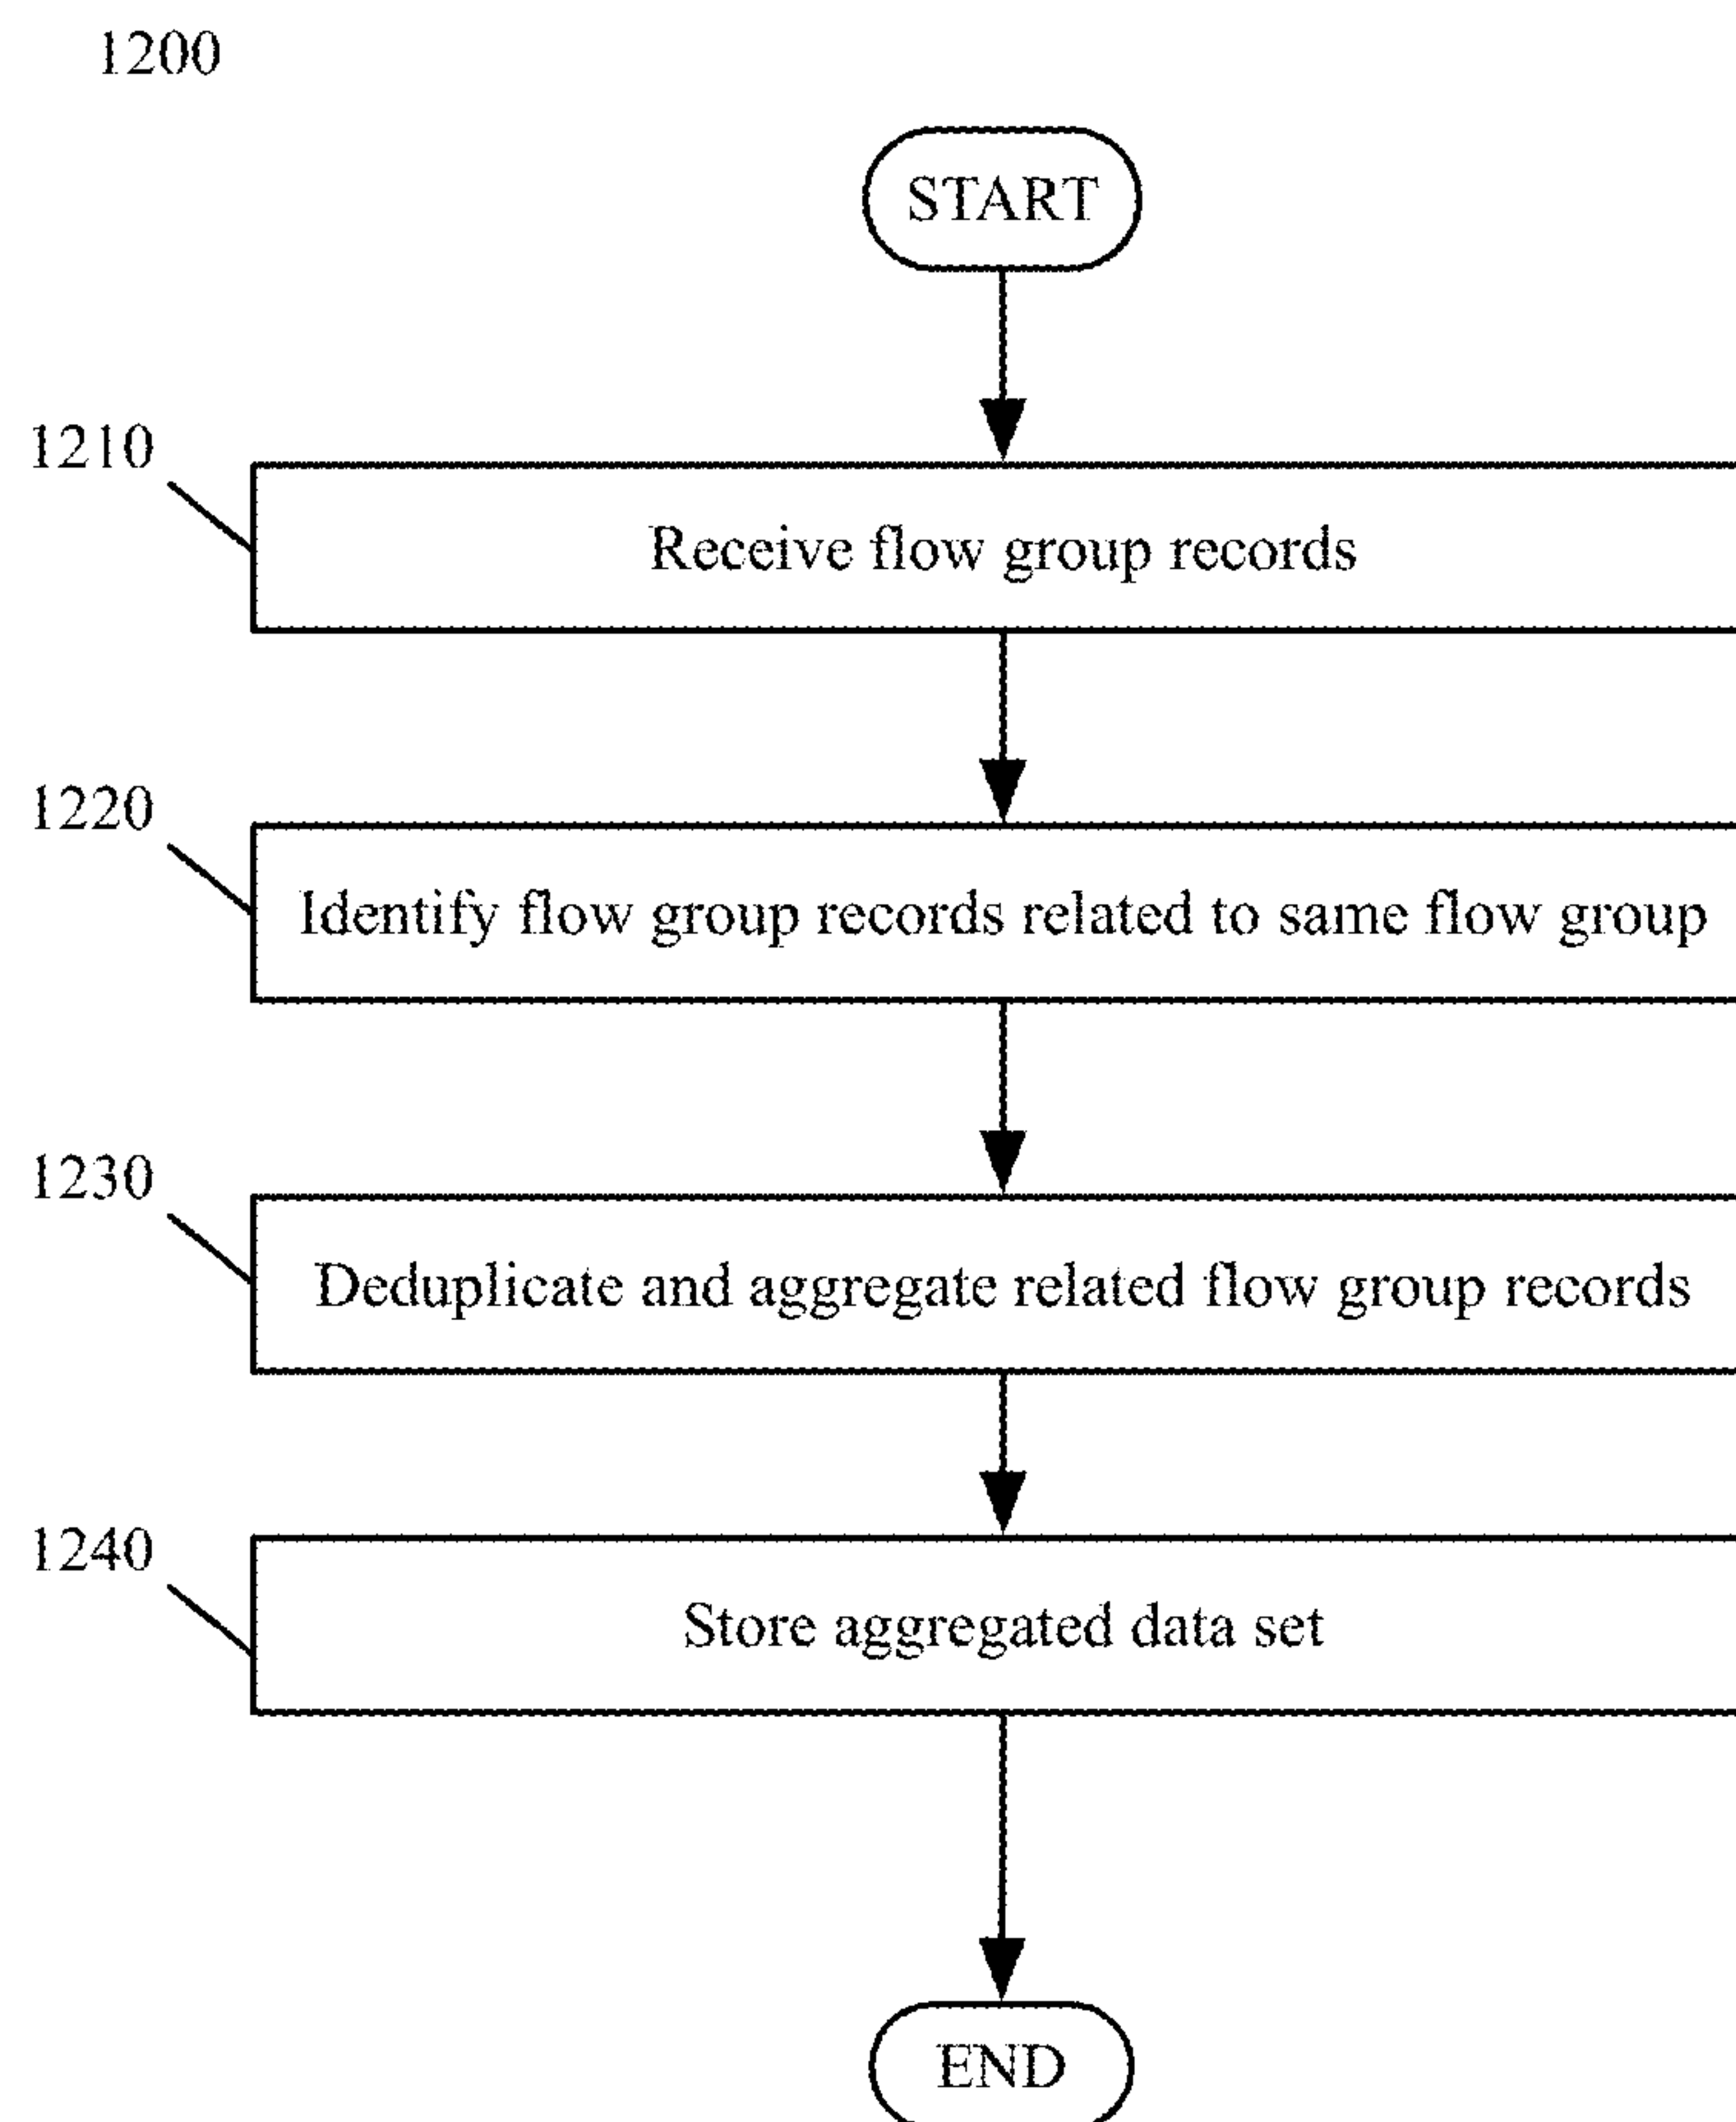 1200
START
1210
Receive flow group records
1220
Identify flow group records related to same flow group
1230
Deduplicate and aggregate related flow group records
1240
Store aggregated data set
END